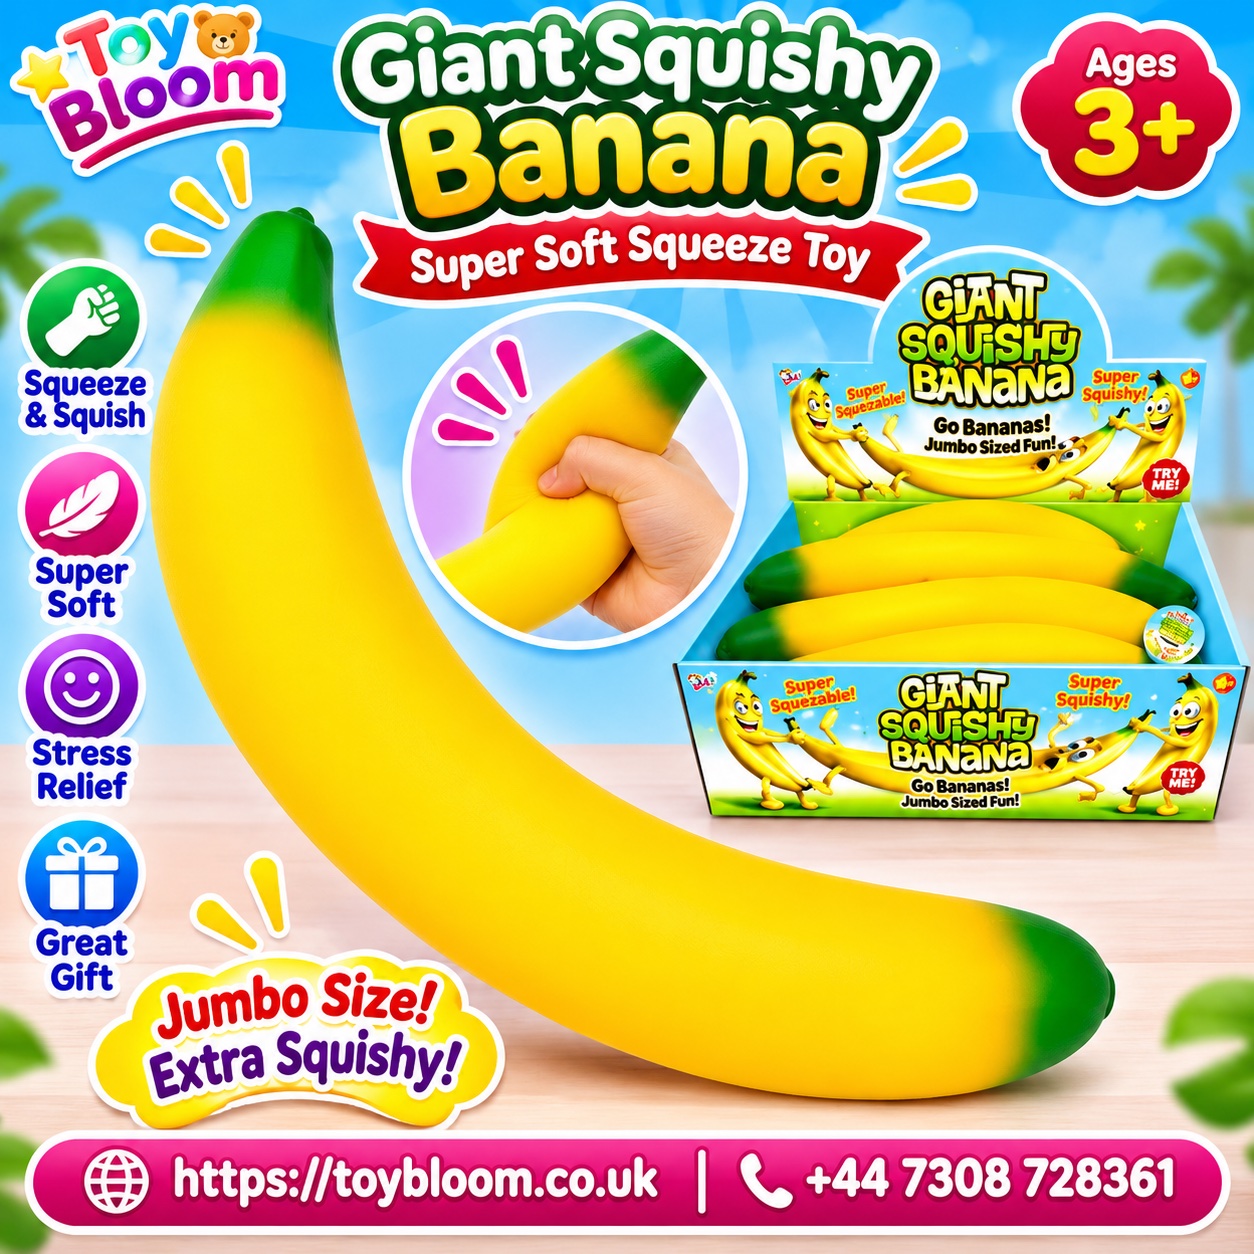 Toy
Bloom
Giant Squishy
Banana
Super Soft Squeeze Toy
Ages
3+
Squeeze
& Squish
Super
Soft
Stress
Relief
Great
Gift
GIANT
SQUISHY
BANANA
Super
Squezable!
Super
Squishy!
Go Bananas!
Jumbo Sized Fun!
TRY
ME!
GIANT
SQUISHY
BANANA
Super
Squezable!
Super
Squishy!
Go Bananas!
Jumbo Sized Fun!
TRY
ME!
Jumbo Size!
Extra Squishy!
https://toybloom.co.uk | +44 7308 728361